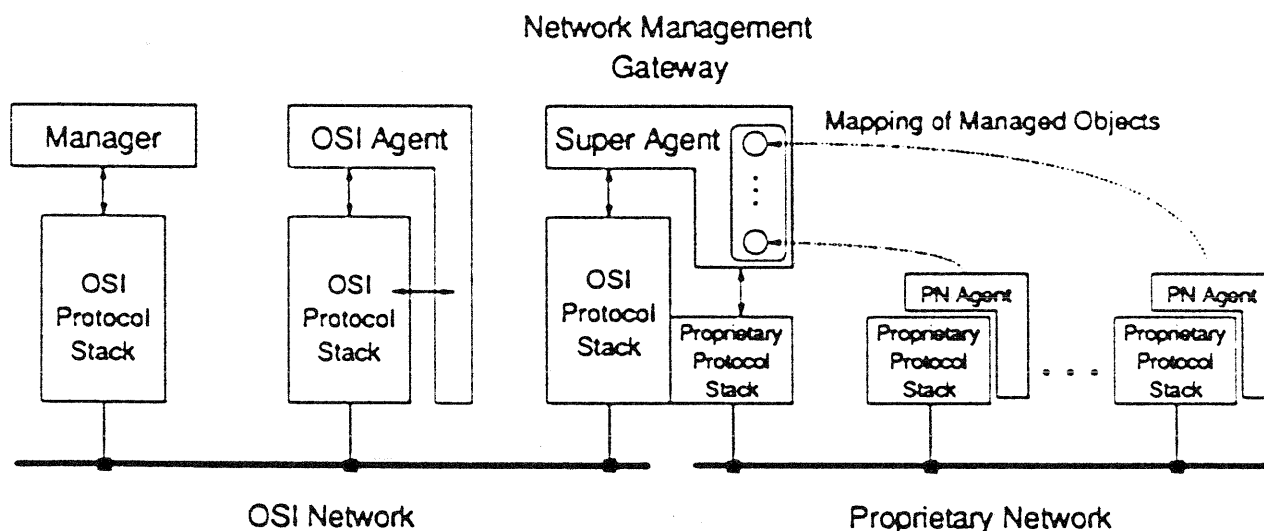 Network Management
Gateway
Manager
OSI Agent
Super Agent
Mapping of Managed Objects
OSI
Protocol
Stack
OSI
Protocol
Stack
OSI
Protocol
Stack
Proprietary
Protocol
Stack
PN Agent
Proprietary
Protocol
Stack
PN Agent
Proprietary
Protocol
Stack
OSI Network
Proprietary Network